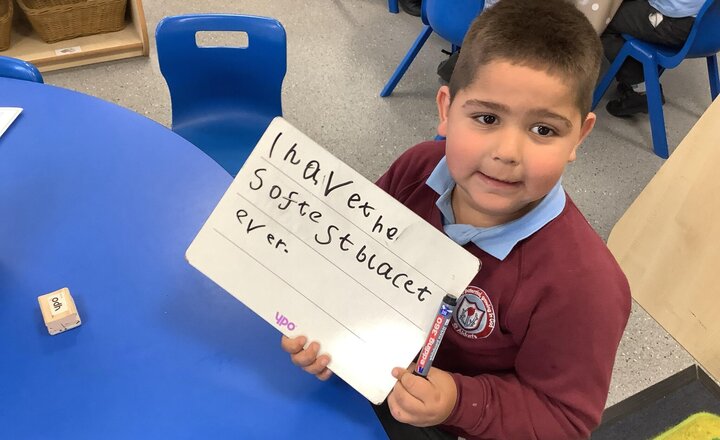 I have the
softest blacet
ever.
ypo